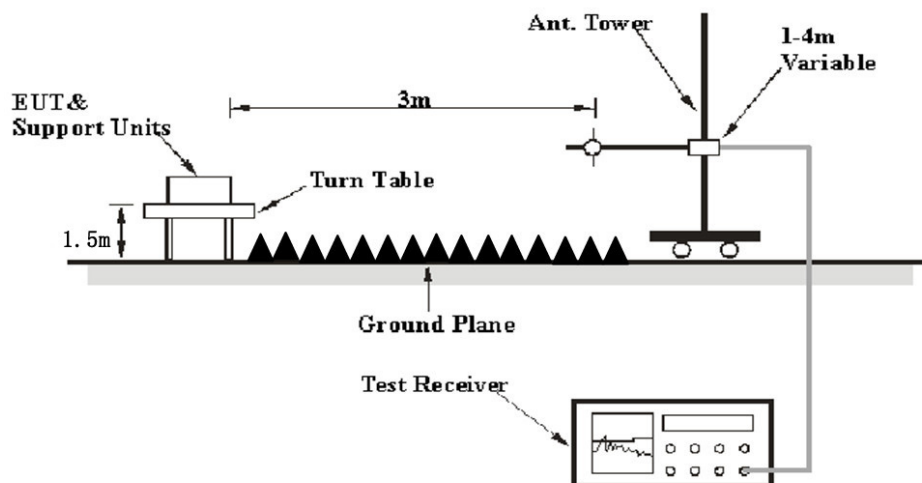 Ant. Tower
1-4m
Variable
3m
EUT&
Support Units
Turn Table
1.5m
Ground Plane
Test Receiver